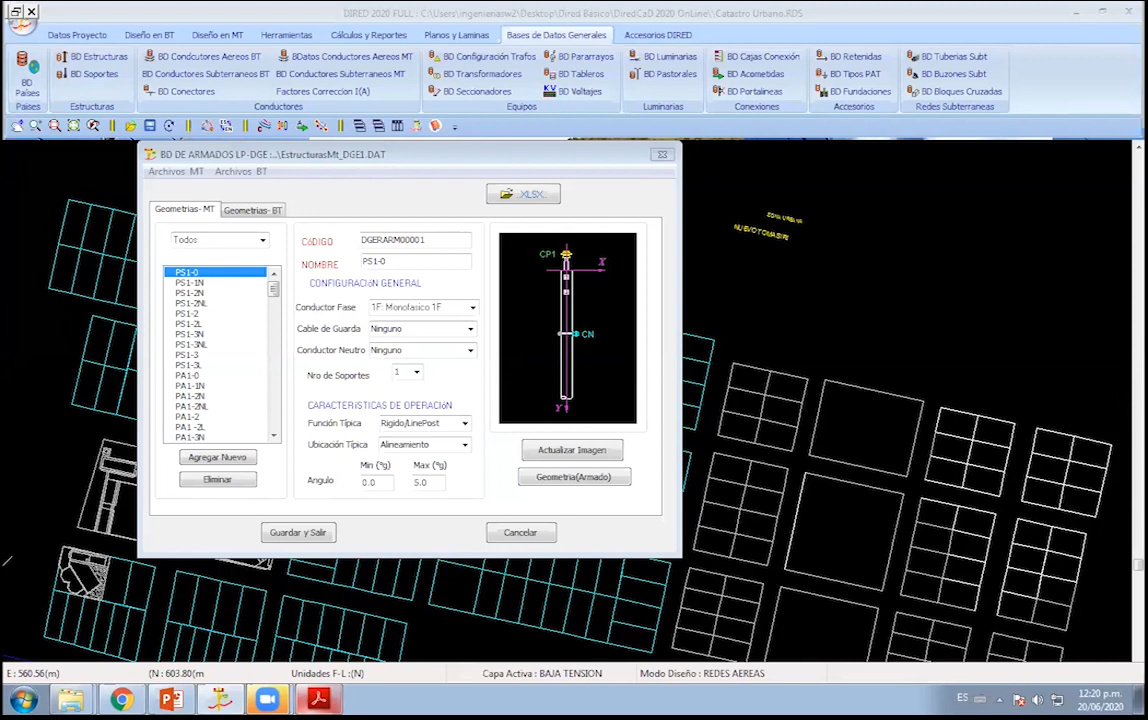 DIRED 2020 FULL : C:\Users\ingenieriasw2\Desktop\Dired Básico\DiredCaD 2020 OnLine\\Catastro Urbano.RDS
Datos Proyecto Diseño en BT Diseño en MT Herramientas Cálculos y Reportes Planos y Laminas Bases de Datos Generales Accesorios DIRED
BD Estructuras BD Conductores Aereos BT BDatos Conductores Aereos MT BD Configuración Trafos BD Pararrayos BD Luminarias BD Cajas Conexión BD Retenidas BD Tuberias Subt
BD Paises BD Soportes BD Conductores Subterraneos BT BD Conductores Subterraneos MT BD Transformadores BD Tableros BD Pastorales BD Acometidas BD Tipos PAT BD Buzones Subt
BD Conectores Factores Correccion I(A) BD Seccionadores KV BD Voltajes BD Portalineas BD Fundaciones BD Bloques Cruzadas
Paises Estructuras Conductores Equipos Luminarias Conexiones Accesorios Redes Subterraneas
BD DE ARMADOS LP-DGE :..\EstructurasMt_DGE1.DAT
Archivos MT Archivos BT
.XLSX..
Geometrias-MT Geometrias- BT
Todos
PS1-0
PS1-1N
PS1-2N
PS1-2NL
PS1-2
PS1-2L
PS1-3N
PS1-3NL
PS1-3
PS1-3L
PA1-0
PA1-1N
PA1-2N
PA1-2NL
PA1-2
PA1 -2L
PA1-3N
Agregar Nuevo
Eliminar
CóDIGO DGERARM00001
NOMBRE PS1-0
CONFIGURACIóN GENERAL
Conductor Fase 1F: Monofasico 1F
Cable de Guarda Ninguno
Conductor Neutro Ninguno
Nro de Soportes 1
CARACTERíSTICAS DE OPERACIóN
Función Típica Rigido/LinePost
Ubicación Típica Alineamiento
Min (ºg) Max (ºg)
Angulo 0.0 5.0
CP1
X
CN
Y
Actualizar Imagen
Geometria(Armado)
Guardar y Salir Cancelar
ZONA URBANA
E : 560.56(m) (N : 603.80(m Unidades F-L :(N) Capa Activa : BAJA TENSION Modo Diseño : REDES AEREAS
ES 12:20 p.m.
20/06/2020